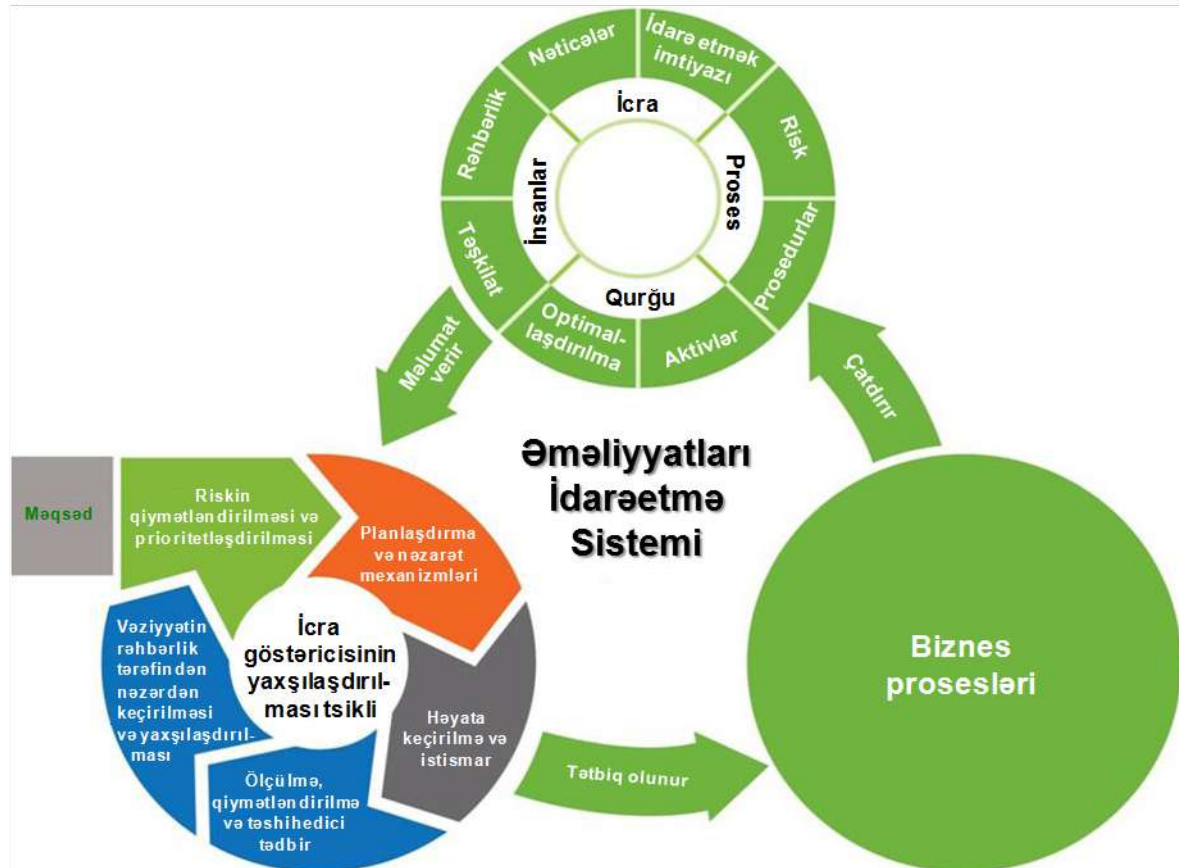 Nəticələr
İdarə etmək
imtiyazı
Rəhbərlik
İcra
Risk
İnsanlar
Proses
Təşkilat
Qurğu
Prosedurlar
Optimal-
laşdırılma
Aktivlər
Məlumat
verir
Çatdırır
Əməliyyatları
İdarəetmə
Sistemi
Məqsəd
Riskin
qiymətləndirilməsi və
prioritetləşdirilməsi
Planlaşdırma
və nəzarət
mexanizmləri
İcra
göstəricisinin
yaxşılaşdırıl-
ması tsikli
Vəziyyətin
rəhbərlik
tərəfindən
nəzərdən
keçirilməsi
və yaxşılaşdırıl-
ması
Həyata
keçirilmə və
istismar
Ölçülmə,
qiymətləndirilmə
və təshihedici
tədbir
Tətbiq olunur
Biznes
prosesləri